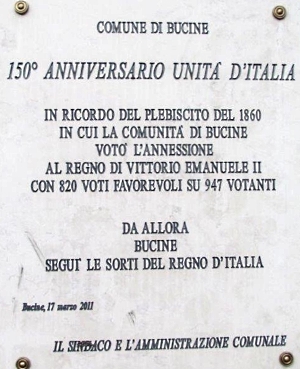 COMUNE DI BUCINE
150° ANNIVERSARIO UNITÁ D'ITALIA
IN RICORDO DEL PLEBISCITO DEL 1860
IN CUI LA COMUNITÁ DI BUCINE
VOTÒ L'ANNESSIONE
AL REGNO DI VITTORIO EMANUELE II
CON 820 VOTI FAVOREVOLI SU 947 VOTANTI
DA ALLORA
BUCINE
SEGUÌ LE SORTI DEL REGNO D'ITALIA
Bucine, 17 marzo 2011
IL SINDACO E L'AMMINISTRAZIONE COMUNALE